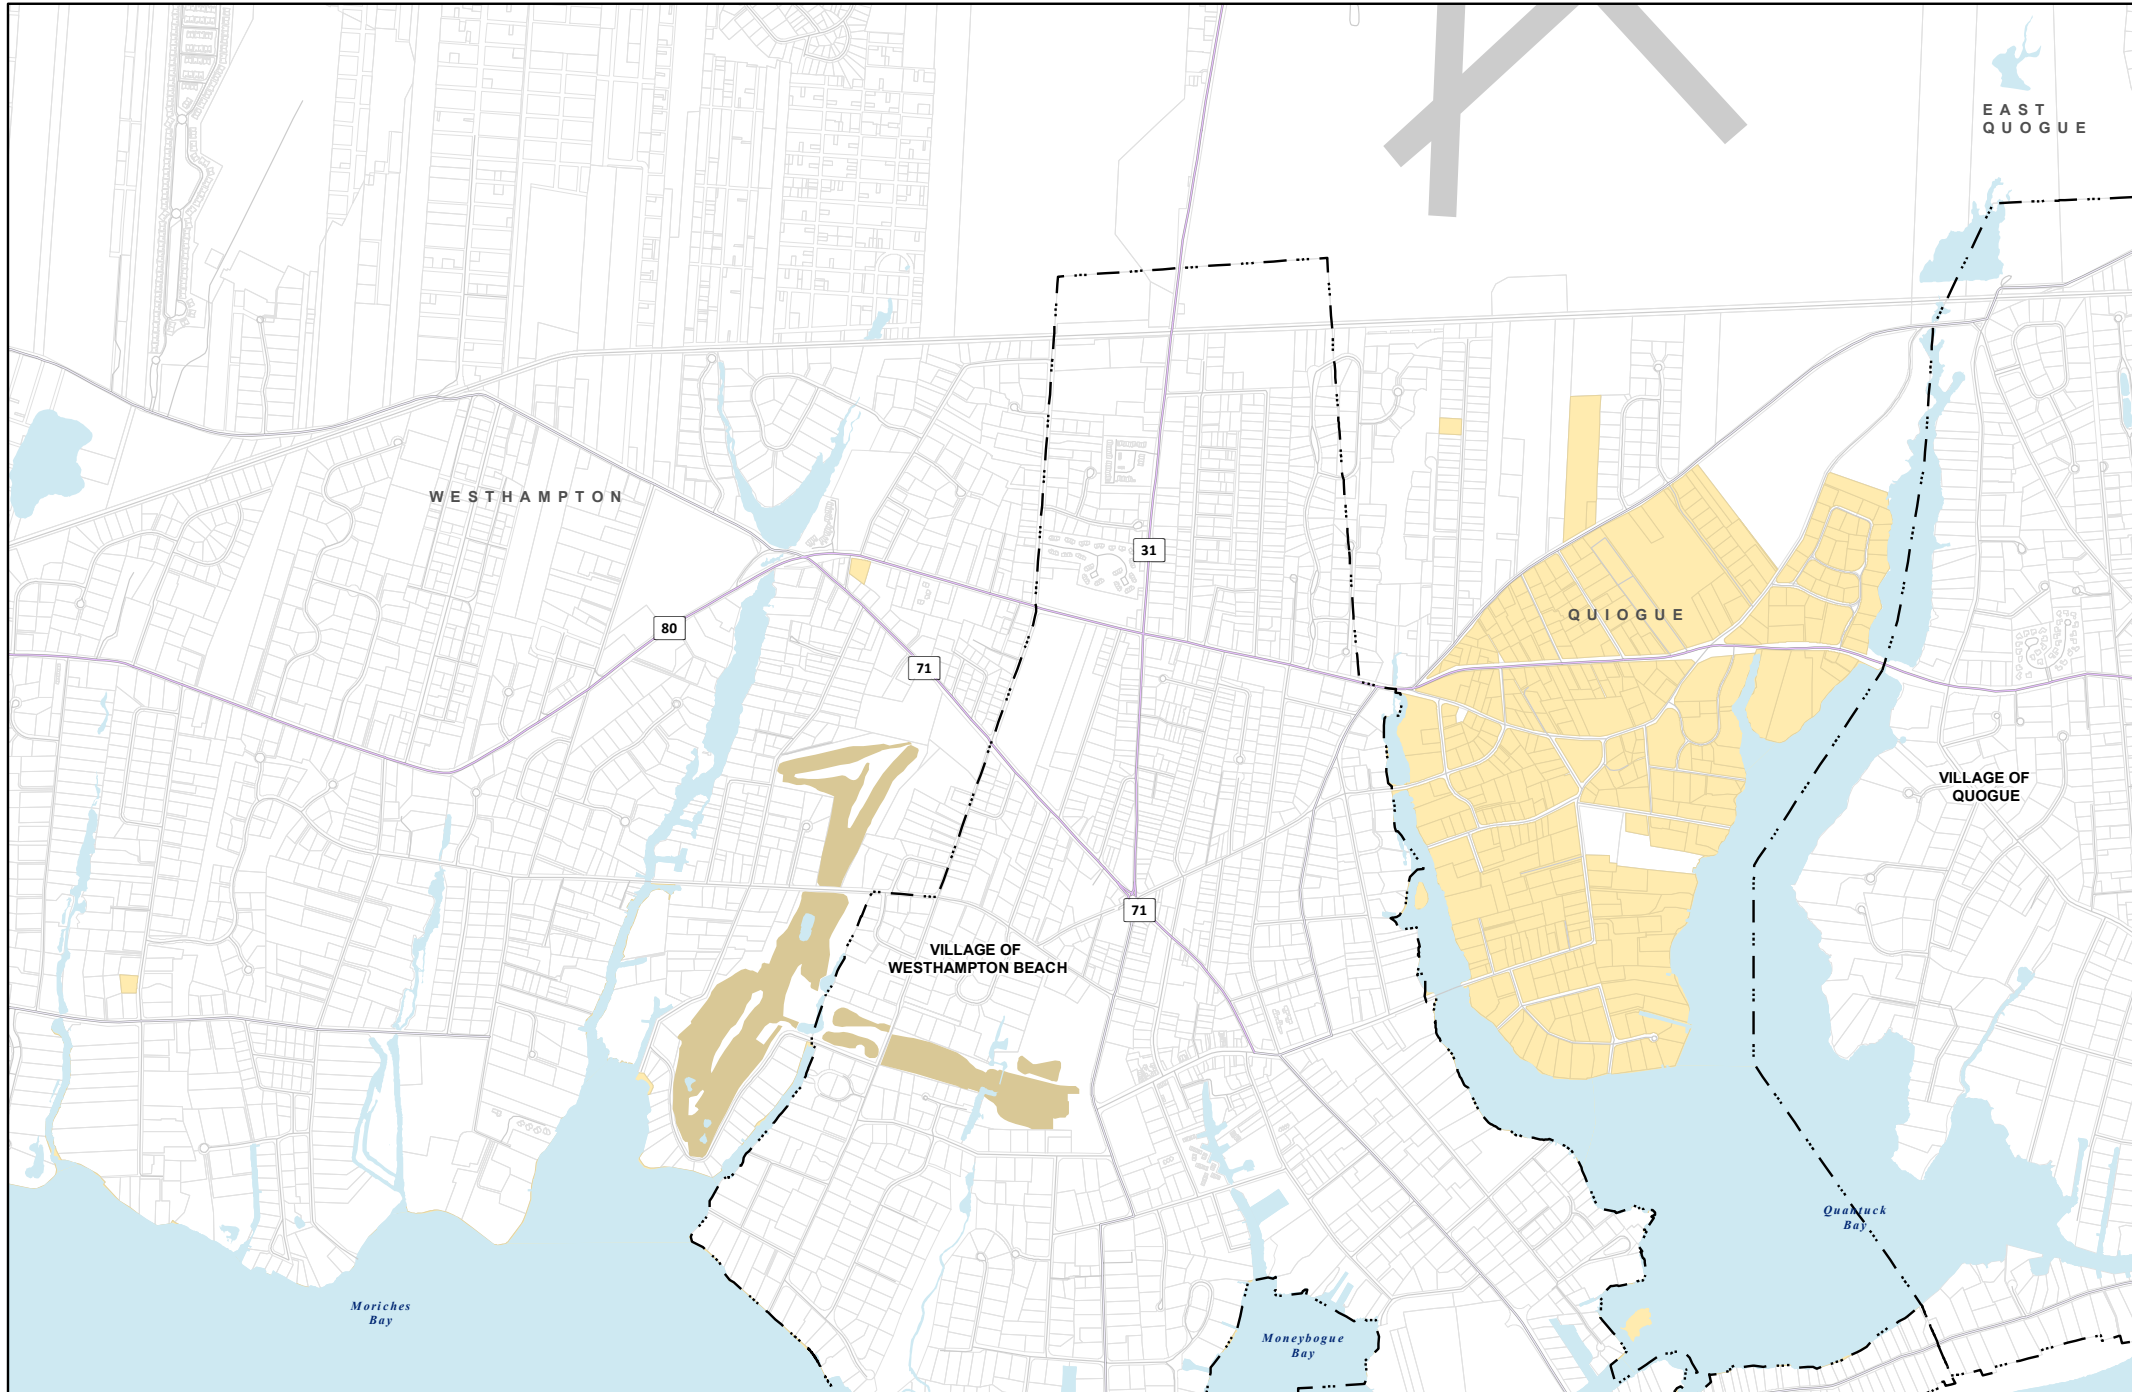 EAST
QUOGUE
WESTHAMPTON
31
QUIOGUE
80
71
VILLAGE OF
QUOGUE
71
VILLAGE OF
WESTHAMPTON BEACH
Quantuck
Bay
Moriches
Bay
Moneybogue
Bay